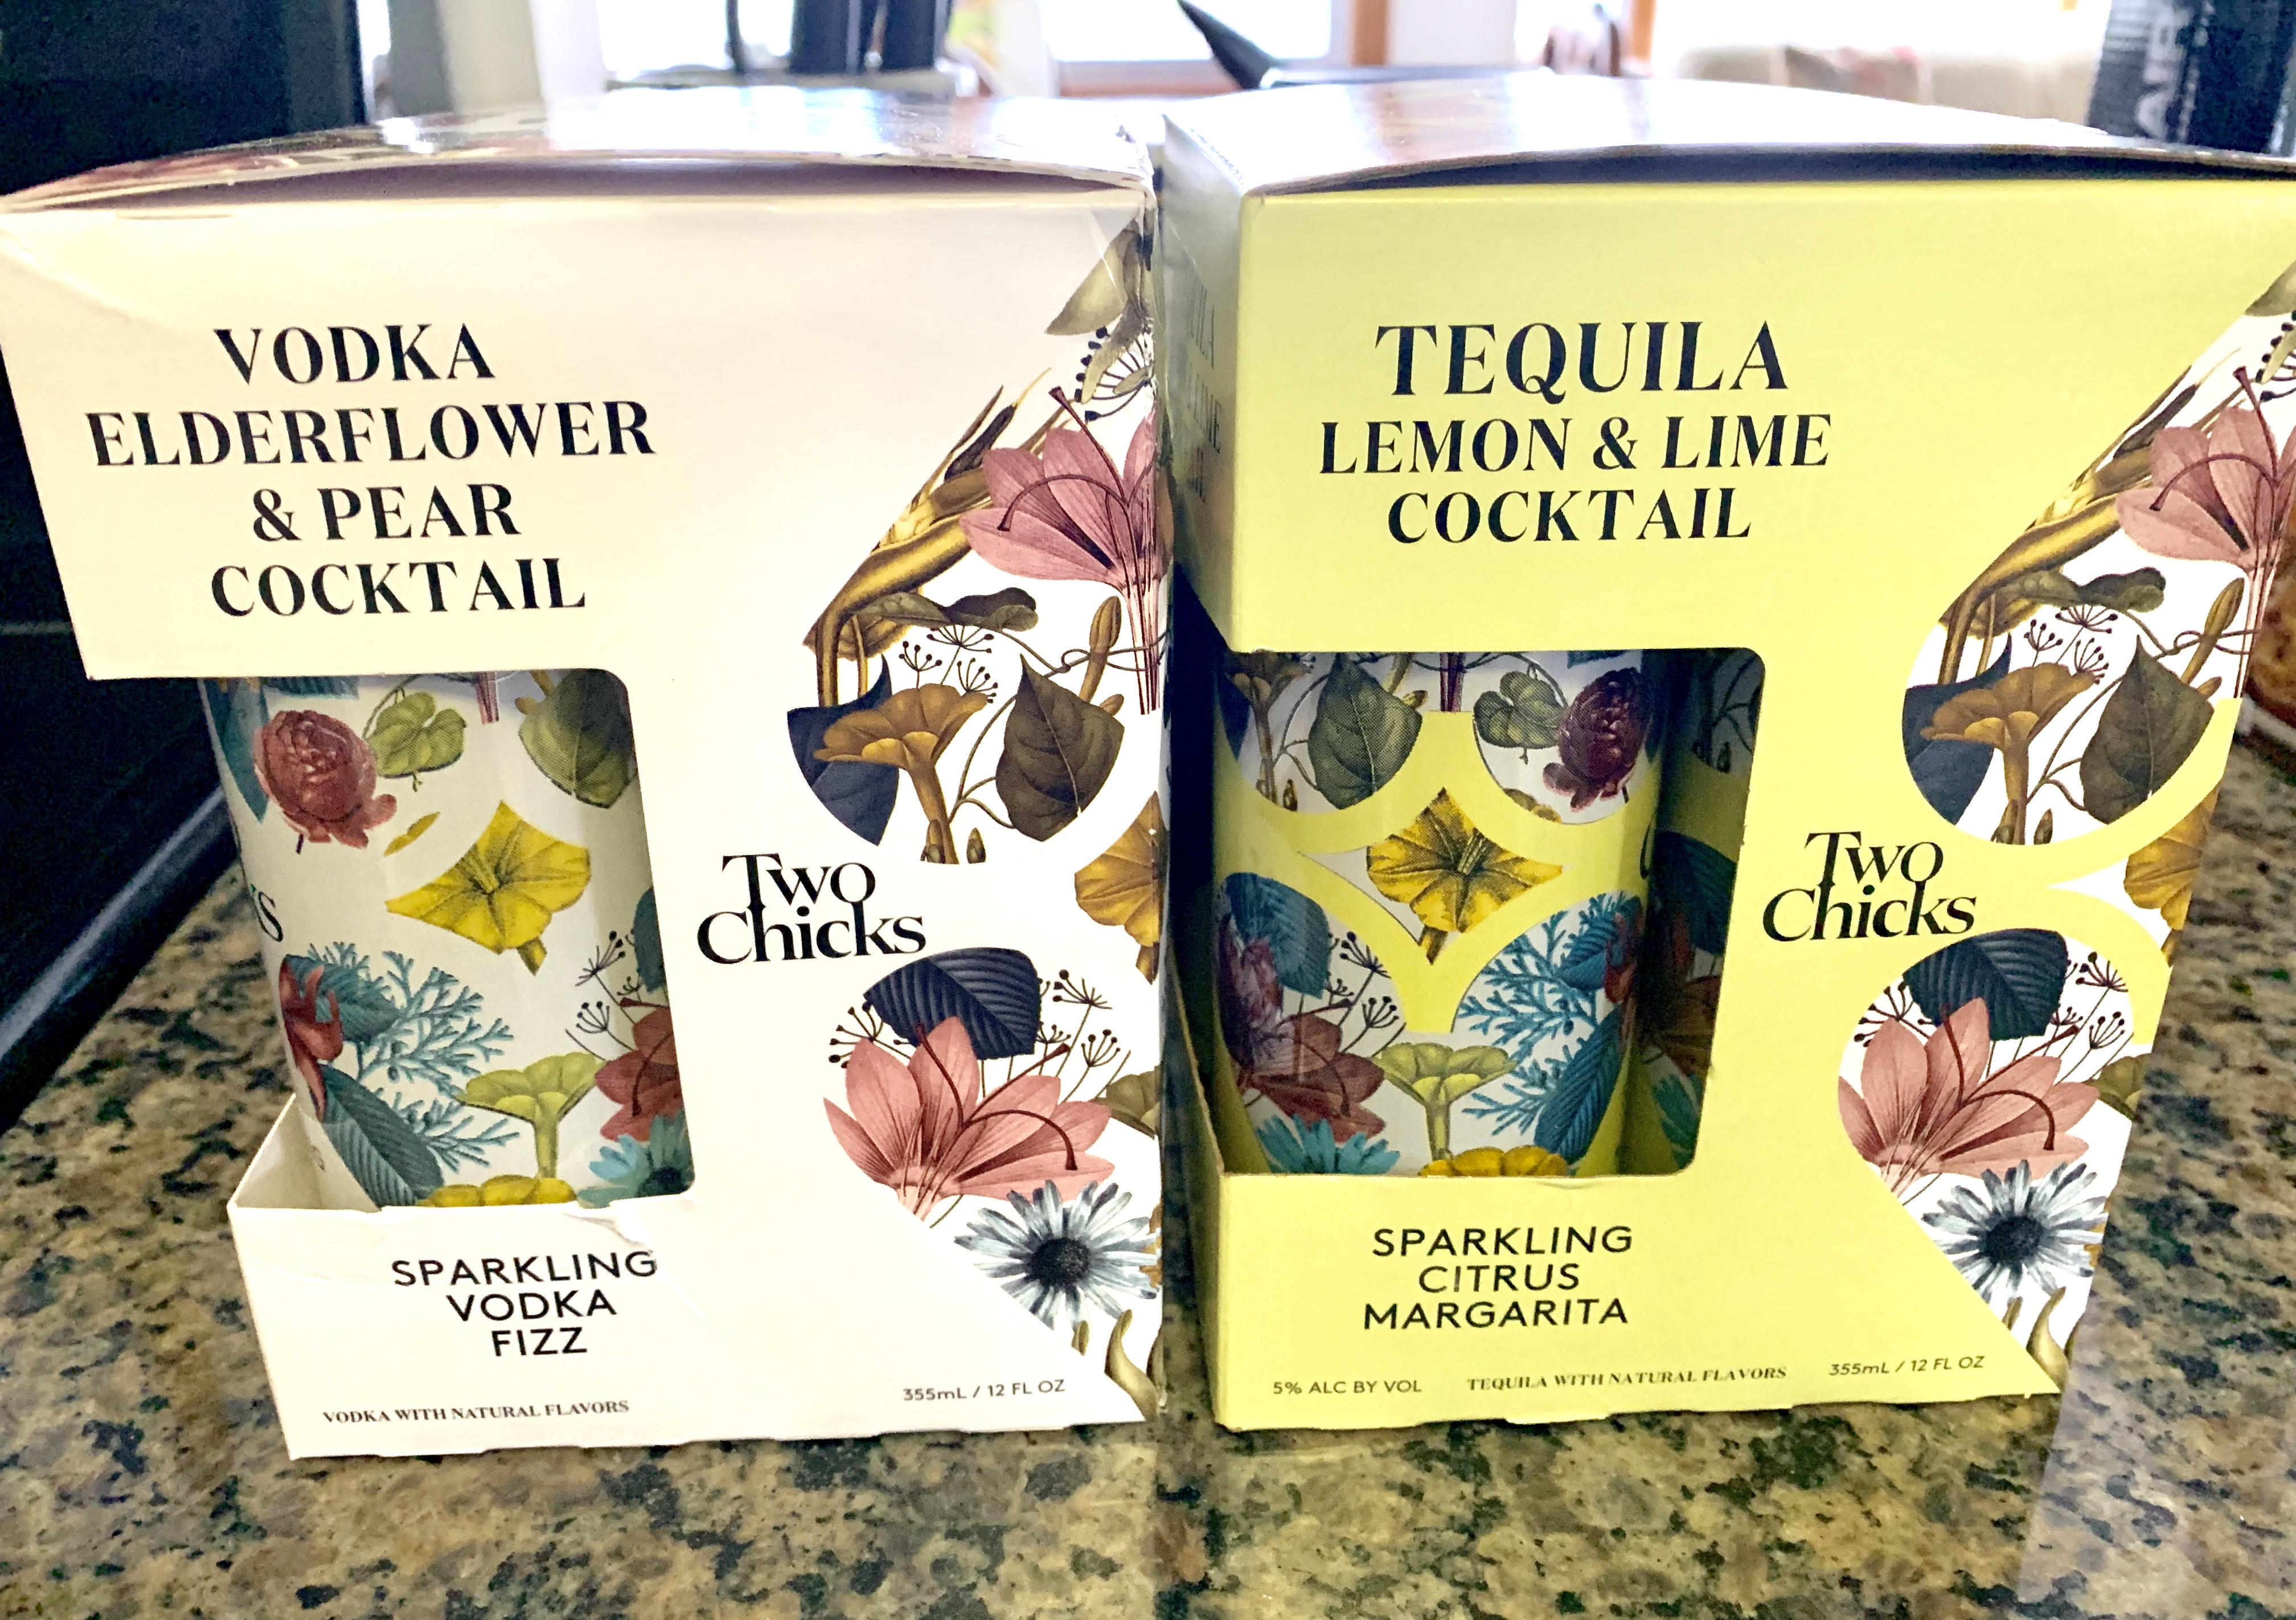 VODKA
ELDERFLOWER
& PEAR
COCKTAIL
Two
Chicks
SPARKLING
VODKA
FIZZ
VODKA WITH NATURAL FLAVORS
355mL / 12 FL OZ
TEQUILA
LEMON & LIME
COCKTAIL
Two
Chicks
SPARKLING
CITRUS
MARGARITA
5% ALC BY VOL
TEQUILA WITH NATURAL FLAVORS
355mL / 12 FL OZ